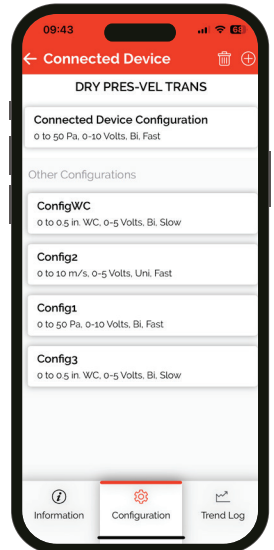 09:43
Connected Device
DRY PRES-VEL TRANS
Connected Device Configuration
0 to 50 Pa, 0-10 Volts, Bi, Fast
Other Configurations
ConfigWC
0 to 0.5 in. WC, 0-5 Volts, Bi, Slow
Config2
0 to 10 m/s, 0-5 Volts, Uni, Fast
Config1
0 to 50 Pa, 0-10 Volts, Bi, Fast
Config3
0 to 0.5 in. WC, 0-5 Volts, Bi, Slow
Information Configuration Trend Log